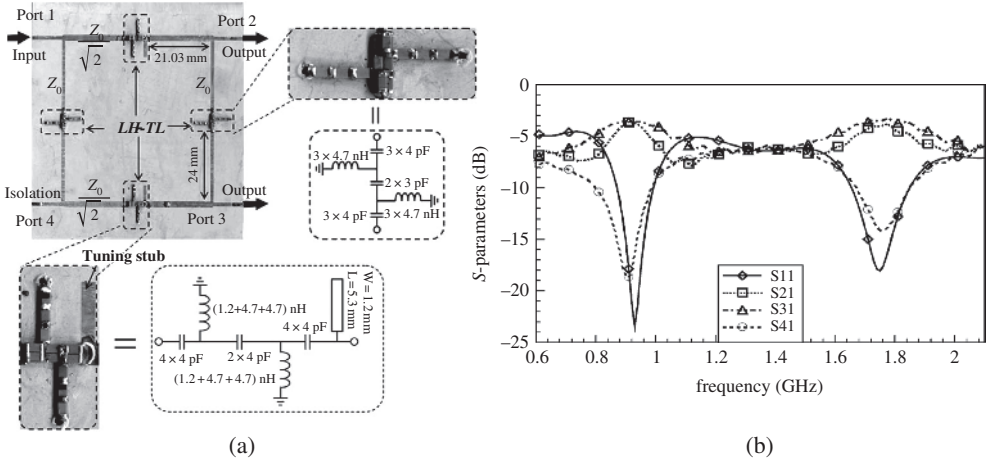 Port 1
Z0
√2
Port 2
Input
21.03 mm
Output
Z0
Z0
LH-TL
24 mm
Isolation
Z0
√2
Output
Port 4
Port 3
3 × 4.7 nH
3 × 4 pF
2 × 3 pF
3 × 4 pF
3 × 4.7 nH
Tuning stub
(1.2+4.7+4.7) nH
W = 1.2 mm
L = 5.3 mm
4 × 4 pF
4 × 4 pF
2 × 4 pF
(1.2+4.7+4.7) nH
=
(a)
S-parameters (dB)
0
−5
−10
−15
−20
−25
S11
S21
S31
S41
0.6 0.8 1 1.2 1.4 1.6 1.8 2
frequency (GHz)
(b)